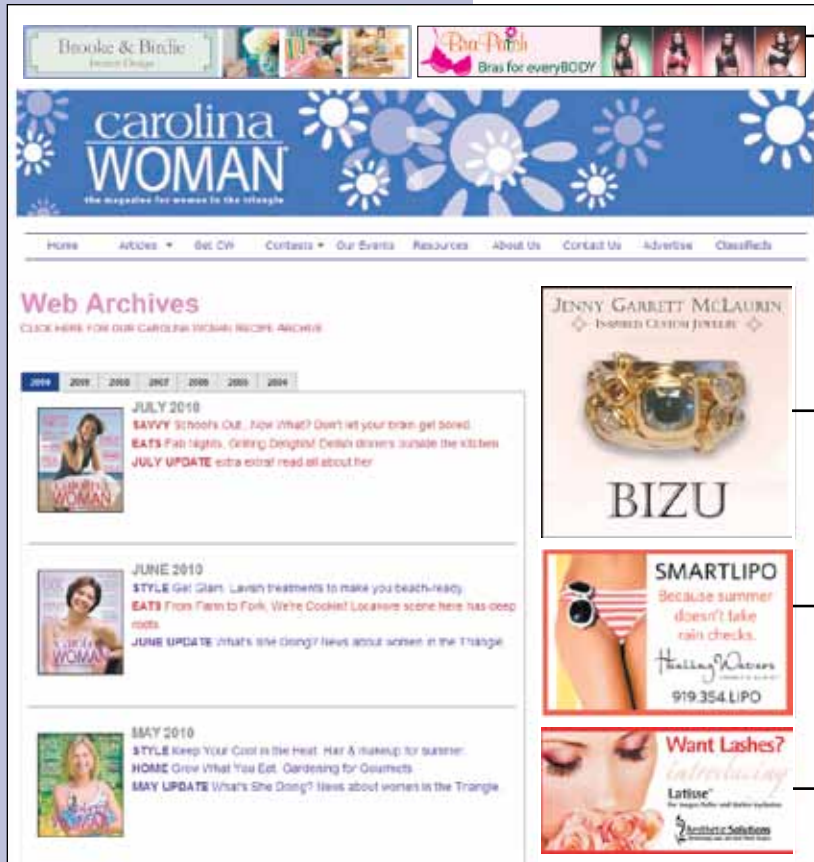 Brooke & Birdie
Interior Design
Bra-Patch
Bras for everyBODY
carolina
WOMAN
the magazine for women in the triangle
Home Articles Get CW Contests Our Events Resources About Us Contact Us Advertise Classifieds
Web Archives
CLICK HERE FOR OUR CAROLINA WOMAN RECIPE ARCHIVE
2009 2008 2007 2006 2005 2004
JULY 2010
SAVVY School's Out, Now What? Don't let your brain get bored.
EATS Fab Nights, Grilling Delights! Delish dinners outside the kitchen
JULY UPDATE extra extra! read all about her
carolina
WOMAN
JUNE 2010
STYLE Get Glam. Lavish treatments to make you beach-ready.
EATS From Farm to Fork, We're Cookin! Locavore scene here has deep
roots.
JUNE UPDATE What's She Doing? News about women in the Triangle.
carolina
WOMAN
MAY 2010
STYLE Keep Your Cool in the Heat. Hair & makeup for summer.
HOME Grow What You Eat. Gardening for Gourmets
MAY UPDATE What's She Doing? News about women in the Triangle.
JENNY GARRETT MCLAURIN
INSPIRED CUSTOM JEWELRY
BIZU
SMARTLIPO
Because summer
doesn't take
rain checks.
Healing Waters
919.354.LIPO
Want Lashes?
introducing
Latisse
Aesthetic Solutions